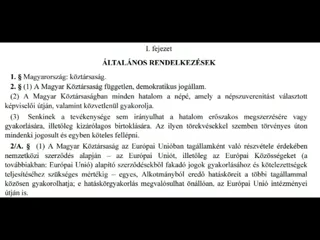 I. fejezet
ÁLTALÁNOS RENDELKEZÉSEK
1. § Magyarország: köztársaság.
2. § (1) A Magyar Köztársaság független, demokratikus jogállam.
(2) A Magyar Köztársaságban minden hatalom a népé, amely a népszuverenitást választott
képviselői útján, valamint közvetlenül gyakorolja.
(3) Senkinek a tevékenysége sem irányulhat a hatalom erőszakos megszerzésére vagy
gyakorlására, illetőleg kizárólagos birtoklására. Az ilyen törekvésekkel szemben törvényes úton
mindenki jogosult és egyben köteles fellépni.
2/A. § (1) A Magyar Köztársaság az Európai Unióban tagállamként való részvétele érdekében
nemzetközi szerződés alapján – az Európai Uniót, illetőleg az Európai Közösségeket (a
továbbiakban: Európai Unió) alapító szerződésekből fakadó jogok gyakorlásához és kötelezettségek
teljesítéséhez szükséges mértékig – egyes, Alkotmányból eredő hatásköreit a többi tagállammal
közösen gyakorolhatja; e hatáskörgyakorlás megvalósulhat önállóan, az Európai Unió intézményei
útján is.